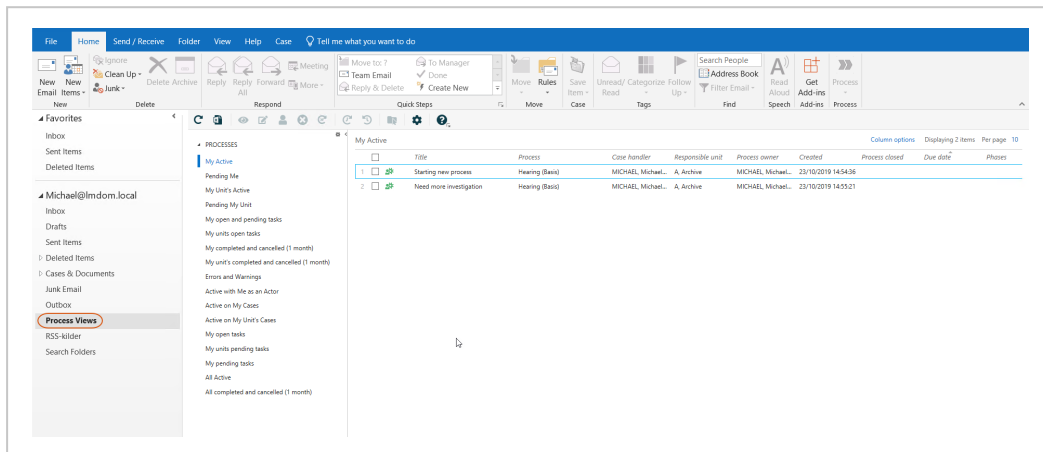 File Home Send / Receive Folder View Help Case Tell me what you want to do
New Email
New Items
Ignore
Clean Up
Junk
Delete Archive
Reply Reply All Forward
Meeting
More
Move to: ?
Team Email
Reply & Delete
To Manager
Done
Create New
Move Rules
Save Item
Unread/ Read
Categorize
Follow Up
Search People
Address Book
Filter Email
Read Aloud
Get Add-ins
Process
New Delete Respond Quick Steps Move Case Tags Find Speech Add-ins Process
Favorites
Inbox
Sent Items
Deleted Items
Michael@lmdom.local
Inbox
Drafts
Sent Items
Deleted Items
Cases & Documents
Junk Email
Outbox
Process Views
RSS-kilder
Search Folders
PROCESSES
My Active
Pending Me
My Unit's Active
Pending My Unit
My open and pending tasks
My units open tasks
My completed and cancelled (1 month)
My unit's completed and cancelled (1 month)
Errors and Warnings
Active with Me as an Actor
Active on My Cases
Active on My Unit's Cases
My open tasks
My units pending tasks
My pending tasks
All Active
All completed and cancelled (1 month)
My Active Column options Displaying 2 items Per page 10
Title Process Case handler Responsible unit Process owner Created Process closed Due date Phases
1 Starting new process Hearing (Basis) MICHAEL, Michael... A, Archive MICHAEL, Michael... 23/10/2019 14:54:36
2 Need more investigation Hearing (Basis) MICHAEL, Michael... A, Archive MICHAEL, Michael... 23/10/2019 14:55:21